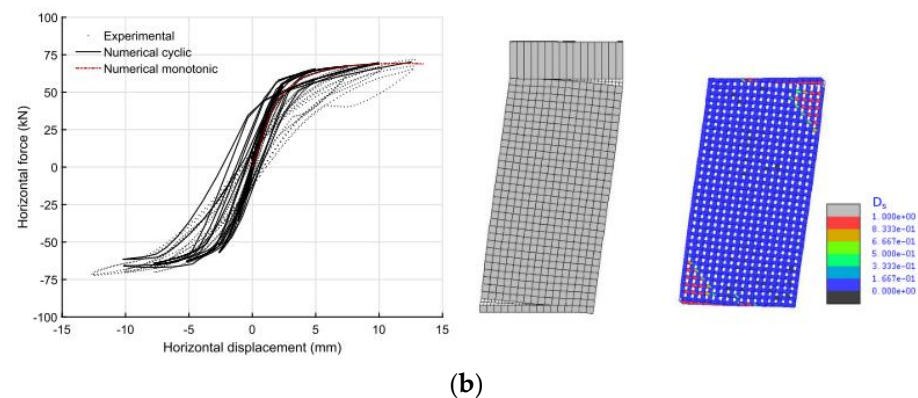 100
75
50
25
0
-25
-50
-75
-100
Horizontal force (kN)
Experimental
Numerical cyclic
Numerical monotonic
-15 -10 -5 0 5 10 15
Horizontal displacement (mm)
Ds
1.000e+00
8.333e-01
6.667e-01
5.000e-01
3.333e-01
1.667e-01
0.000e+00
(b)